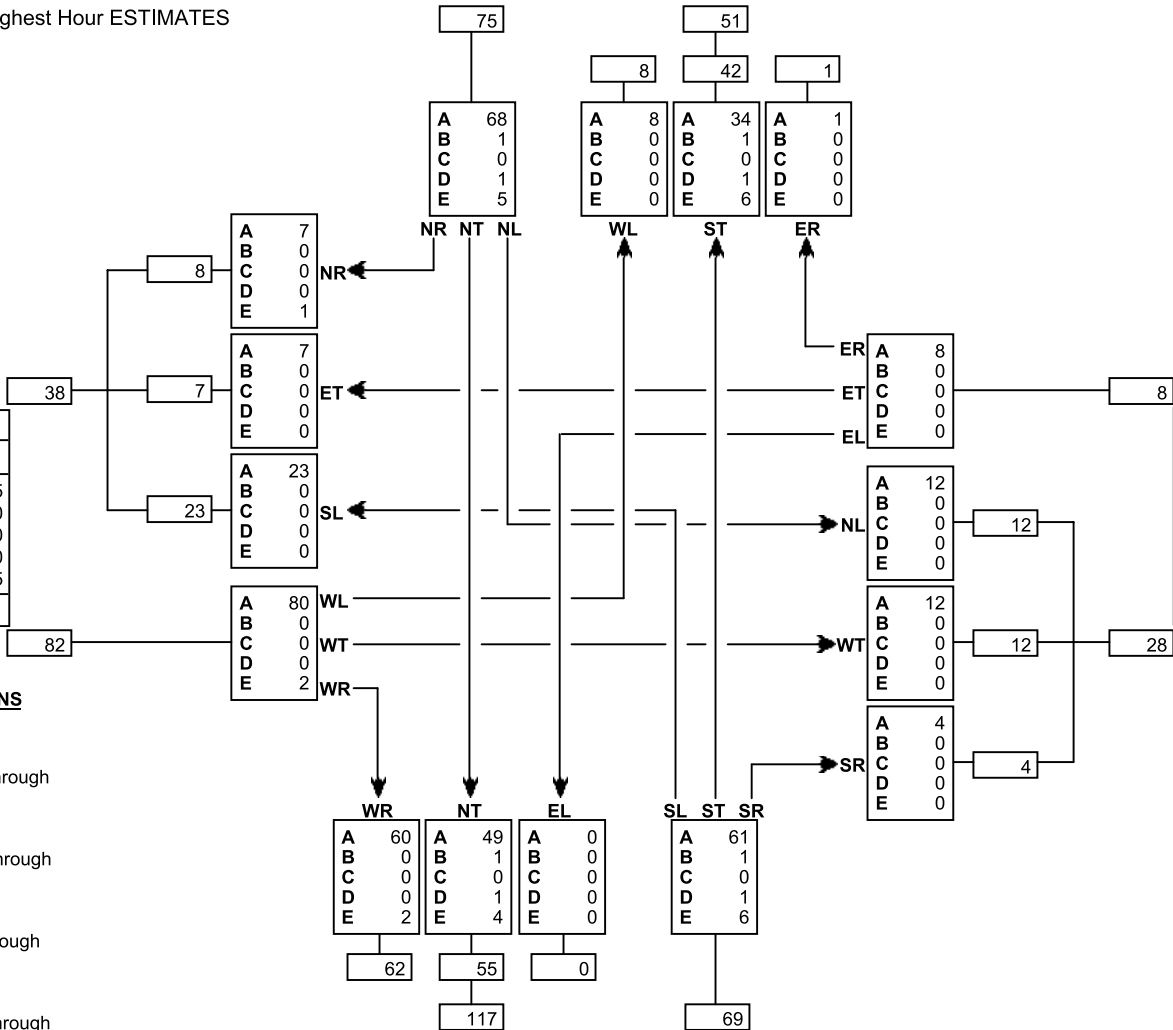 ghest Hour ESTIMATES
75
51
8
42
1
A 68
B 1
C 0
D 1
E 5
A 8
B 0
C 0
D 0
E 0
A 34
B 1
C 0
D 1
E 6
A 1
B 0
C 0
D 0
E 0
NR NT NL
WL
ST
ER
8
A 7
B 0
C 0
D 0
E 1
NR
38
7
A 7
B 0
C 0
D 0
E 0
ET
ER
ET
EL
A 8
B 0
C 0
D 0
E 0
8
23
A 23
B 0
C 0
D 0
E 0
SL
NL
A 12
B 0
C 0
D 0
E 0
12
82
A 80
B 0
C 0
D 0
E 2
WL
WT
WR
WT
A 12
B 0
C 0
D 0
E 0
12
28
NS
SR
A 4
B 0
C 0
D 0
E 0
4
rough
rough
ough
rough
WR
NT
EL
SL ST SR
A 60
B 0
C 0
D 0
E 2
A 49
B 1
C 0
D 1
E 4
A 0
B 0
C 0
D 0
E 0
A 61
B 1
C 0
D 1
E 6
62
55
0
117
69